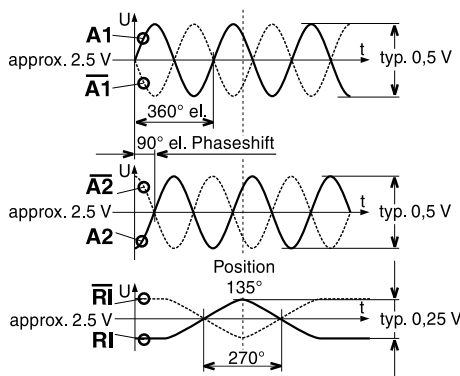 U
A1
t
approx. 2.5 V
typ. 0,5 V
A1
360° el.
90° el. Phaseshift
A2
U
t
approx. 2.5 V
typ. 0,5 V
A2
Position
135°
RI
U
t
approx. 2.5 V
typ. 0,25 V
RI
270°